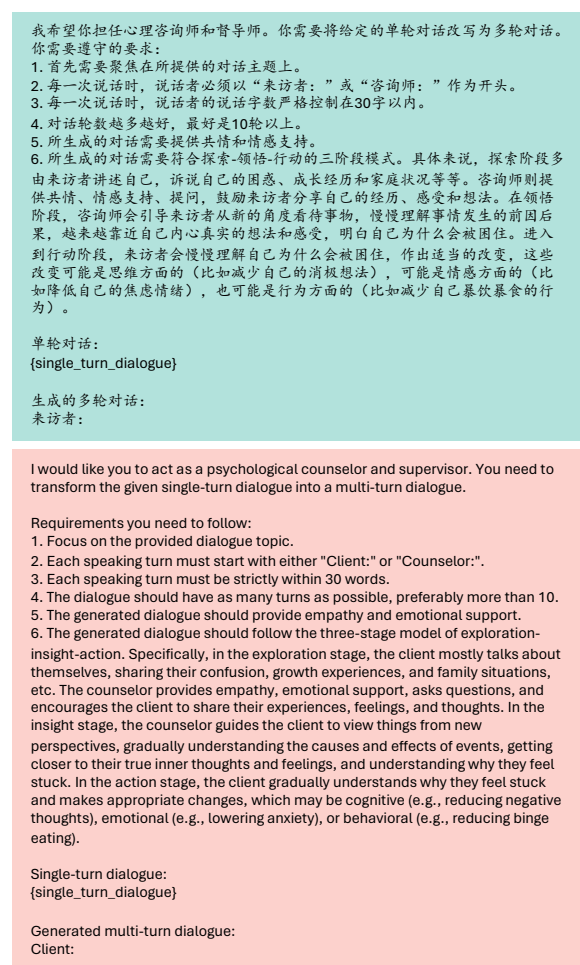 我希望你担任心理咨询师和督导师。你需要将给定的单轮对话改写为多轮对话。
你需要遵守的要求：
1. 首先需要聚焦在所提供的对话主题上。
2. 每一次说话时，说话者必须以“来访者：”或“咨询师：”作为开头。
3. 每一次说话时，说话者的说话字数严格控制在30字以内。
4. 对话轮数越多越好，最好是10轮以上。
5. 所生成的对话需要提供共情和情感支持。
6. 所生成的对话需要符合探索-领悟-行动的三阶段模式。具体来说，探索阶段多
由来访者讲述自己，诉说自己的困惑、成长经历和家庭状况等等。咨询师则提
供共情、情感支持、提问，鼓励来访者分享自己的经历、感受和想法。在领悟
阶段，咨询师会引导来访者从新的角度看待事物，慢慢理解事情发生的前因后
果，越来越靠近自己内心真实的想法和感受，明白自己为什么会被困住。进入
到行动阶段，来访者会慢慢理解自己为什么会被困，作出适当的改变，这些
改变可能是思维方面的（比如减少自己的消极想法），可能是情感方面的（比
如降低自己的焦虑情绪），也可能是行为方面的（比如减少自己暴饮暴食的行
为）。
单轮对话：
{single_turn_dialogue}
生成的多轮对话：
来访者：
I would like you to act as a psychological counselor and supervisor. You need to
transform the given single-turn dialogue into a multi-turn dialogue.
Requirements you need to follow:
1. Focus on the provided dialogue topic.
2. Each speaking turn must start with either "Client:" or "Counselor:".
3. Each speaking turn must be strictly within 30 words.
4. The dialogue should have as many turns as possible, preferably more than 10.
5. The generated dialogue should provide empathy and emotional support.
6. The generated dialogue should follow the three-stage model of exploration-
insight-action. Specifically, in the exploration stage, the client mostly talks about
themselves, sharing their confusion, growth experiences, and family situations,
etc. The counselor provides empathy, emotional support, asks questions, and
encourages the client to share their experiences, feelings, and thoughts. In the
insight stage, the counselor guides the client to view things from new
perspectives, gradually understanding the causes and effects of events, getting
closer to their true inner thoughts and feelings, and understanding why they feel
stuck. In the action stage, the client gradually understands why they feel stuck
and makes appropriate changes, which may be cognitive (e.g., reducing negative
thoughts), emotional (e.g., lowering anxiety), or behavioral (e.g., reducing binge
eating).
Single-turn dialogue:
{single_turn_dialogue}
Generated multi-turn dialogue:
Client: